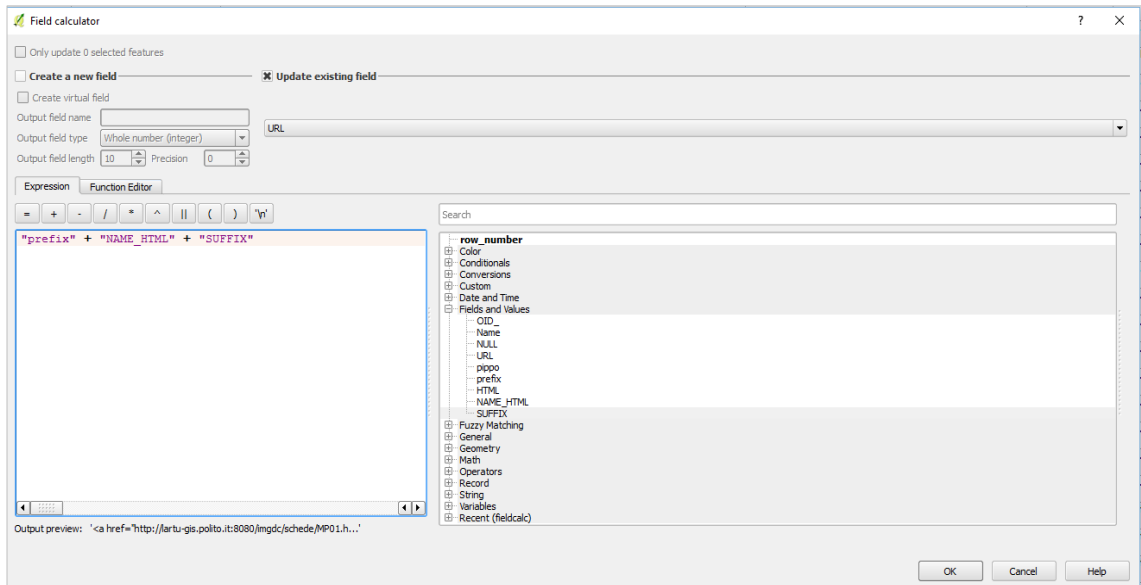 Field calculator
? X
Only update 0 selected features
Create a new field
Update existing field
Create virtual field
Output field name
URL
Output field type Whole number (integer)
Output field length 10 Precision 0
Expression Function Editor
= + - / * ^ || ( ) '\n'
Search
"prefix" + "NAME_HTML" + "SUFFIX"
row_number
Color
Conditionals
Conversions
Custom
Date and Time
Fields and Values
OID_
Name
NULL
URL
pippo
prefix
HTML
NAME_HTML
SUFFIX
Fuzzy Matching
General
Geometry
Math
Operators
Record
String
Variables
Recent (fieldcalc)
Output preview: '<a href="http://lartu-gis.polito.it:8080/imgdc/schede/MP01.h...'
OK Cancel Help